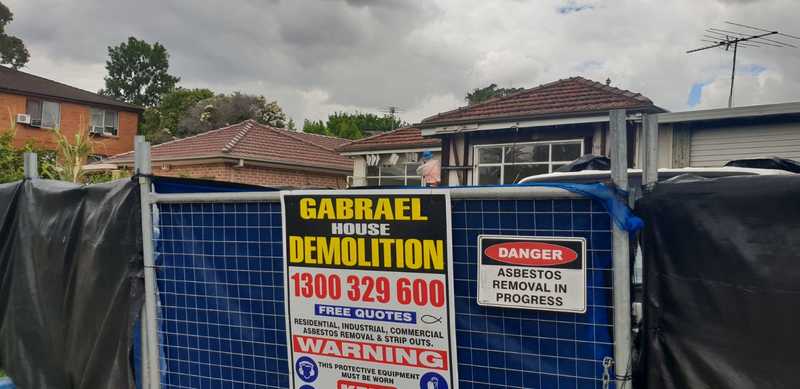 GABRAEL
HOUSE
DEMOLITION
1300 329 600
FREE QUOTES
RESIDENTIAL, INDUSTRIAL, COMMERCIAL
ASBESTOS REMOVAL & STRIP OUTS.
WARNING
THIS PROTECTIVE EQUIPMENT
MUST BE WORN
DANGER
ASBESTOS
REMOVAL IN
PROGRESS